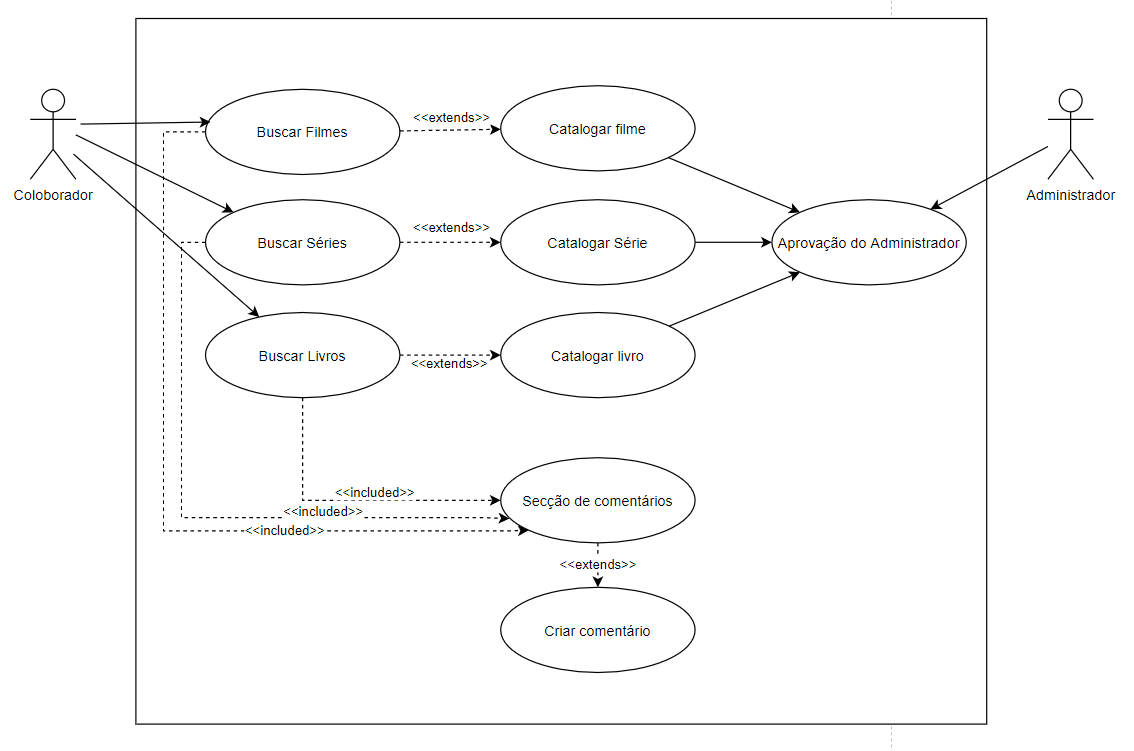 <<extends>>
Buscar Filmes
Catalogar filme
Coloborador
Administrador
<<extends>>
Buscar Séries
Catalogar Série
Aprovação do Administrador
Buscar Livros
Catalogar livro
<<extends>>
<<included>>
Secção de comentários
<<included>>
<<included>>
<<extends>>
Criar comentário